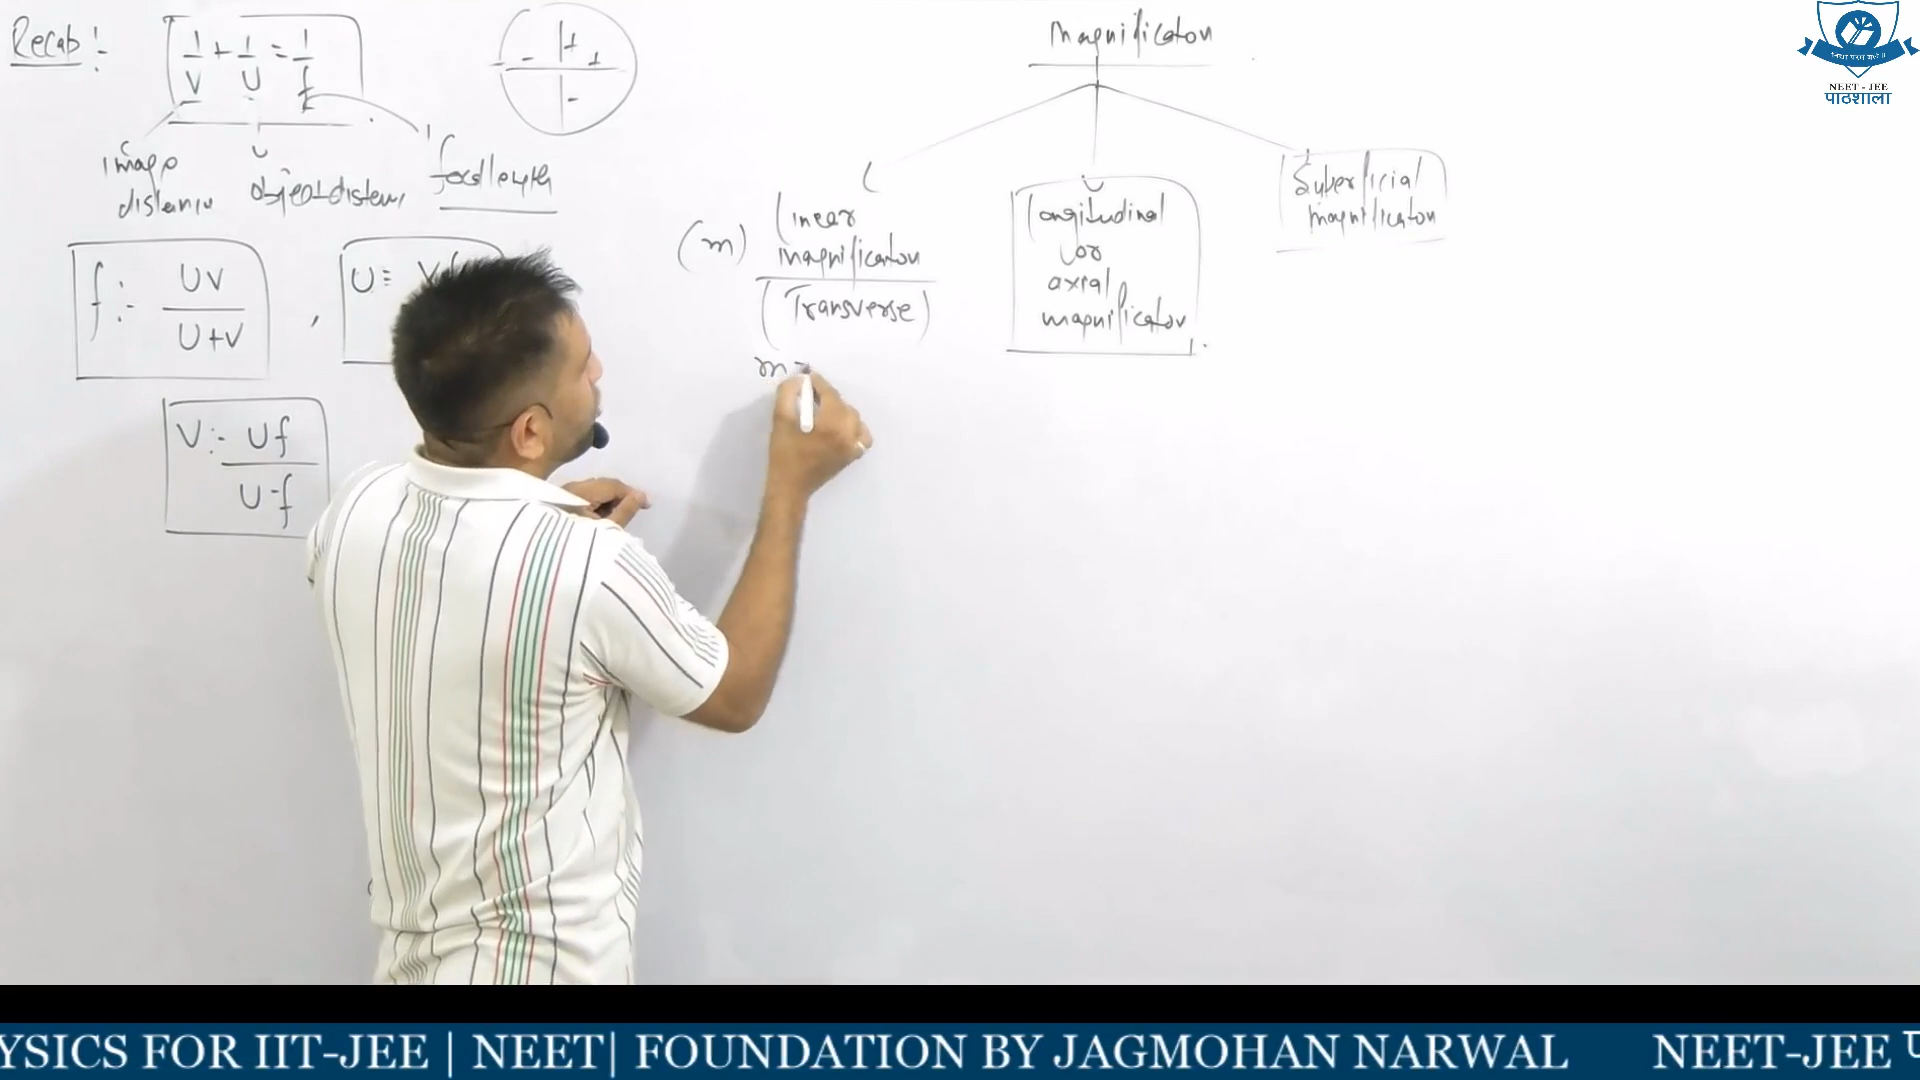 Recab :-
1/V + 1/U = 1/f
image distance
object distance
focal length
f :- UV/U+V ,
U =
V :- Uf/U-f
+
- +
-
magnification
(m) Linear
magnification
(Transverse)
m =
Longitudinal
or
axial
magnification
Superficial
magnification
NEET - JEE
पाठशाला
YSICS FOR IIT-JEE | NEET| FOUNDATION BY JAGMOHAN NARWAL NEET-JEE